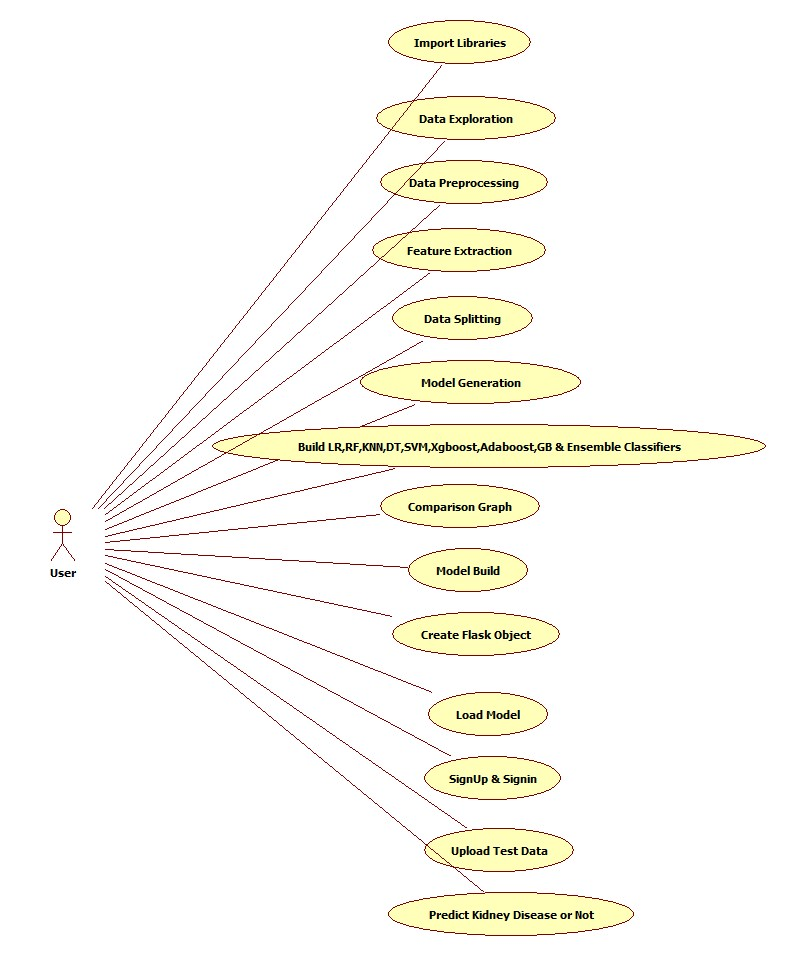 Import Libraries
Data Exploration
Data Preprocessing
Feature Extraction
Data Splitting
Model Generation
Build LR,RF,KNN,DT,SVM,Xgboost,Adaboost,GB & Ensemble Classifiers
Comparison Graph
Model Build
User
Create Flask Object
Load Model
SignUp & Signin
Upload Test Data
Predict Kidney Disease or Not